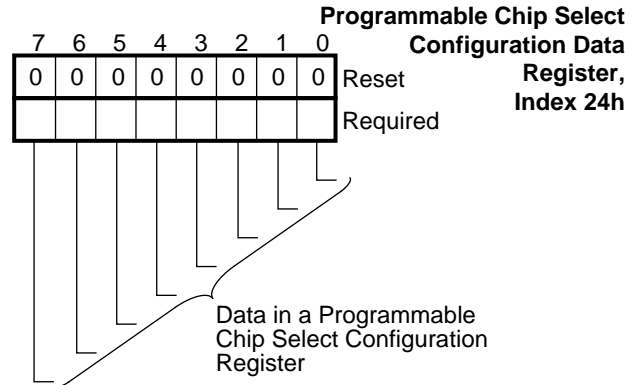 Programmable Chip Select
Configuration Data
Register,
Index 24h
7 6 5 4 3 2 1 0
0 0 0 0 0 0 0 0 Reset
Required
Data in a Programmable
Chip Select Configuration
Register